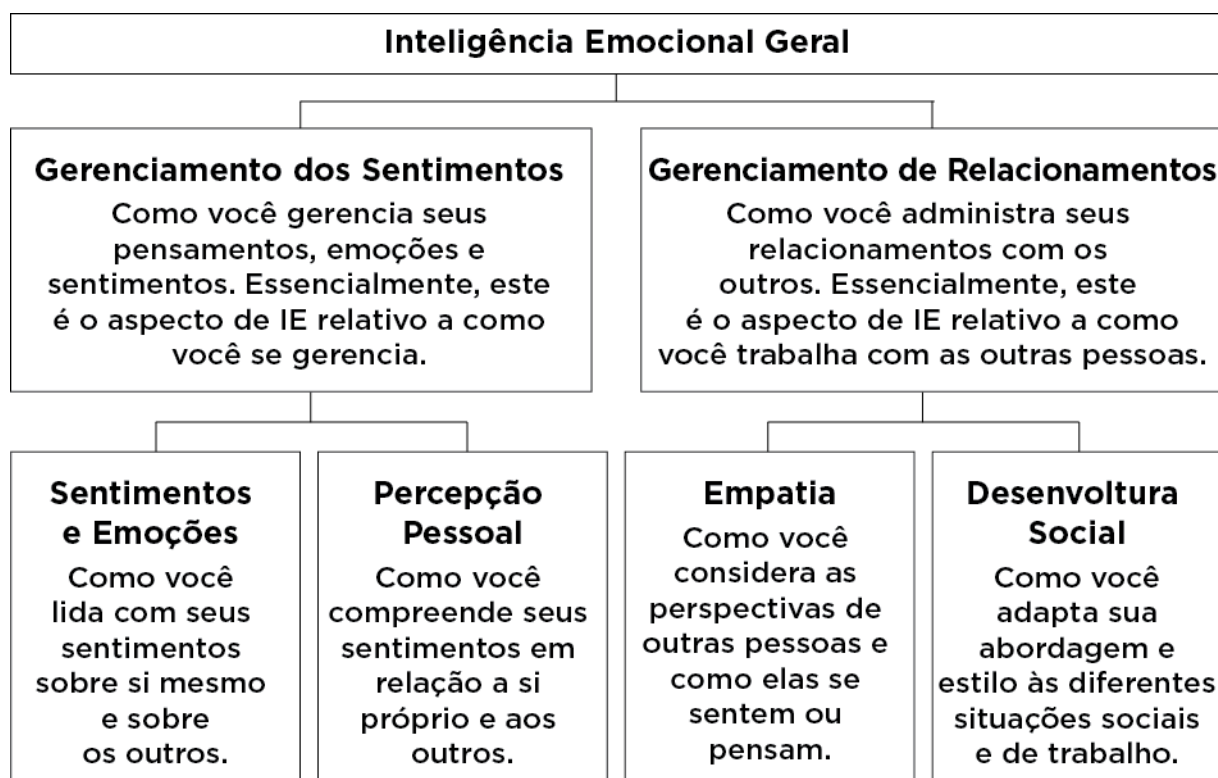 Inteligência Emocional Geral
Gerenciamento dos Sentimentos
Como você gerencia seus
pensamentos, emoções e
sentimentos. Essencialmente, este
é o aspecto de IE relativo a como
você se gerencia.
Gerenciamento de Relacionamentos
Como você administra seus
relacionamentos com os
outros. Essencialmente, este
é o aspecto de IE relativo a como
você trabalha com as outras pessoas.
Sentimentos
e Emoções
Como você
lida com seus
sentimentos
sobre si mesmo
e sobre
os outros.
Percepção
Pessoal
Como você
compreende seus
sentimentos em
relação a si
próprio e aos
outros.
Empatia
Como você
considera as
perspectivas de
outras pessoas e
como elas se
sentem ou
pensam.
Desenvoltura
Social
Como você
adapta sua
abordagem e
estilo às diferentes
situações sociais
e de trabalho.